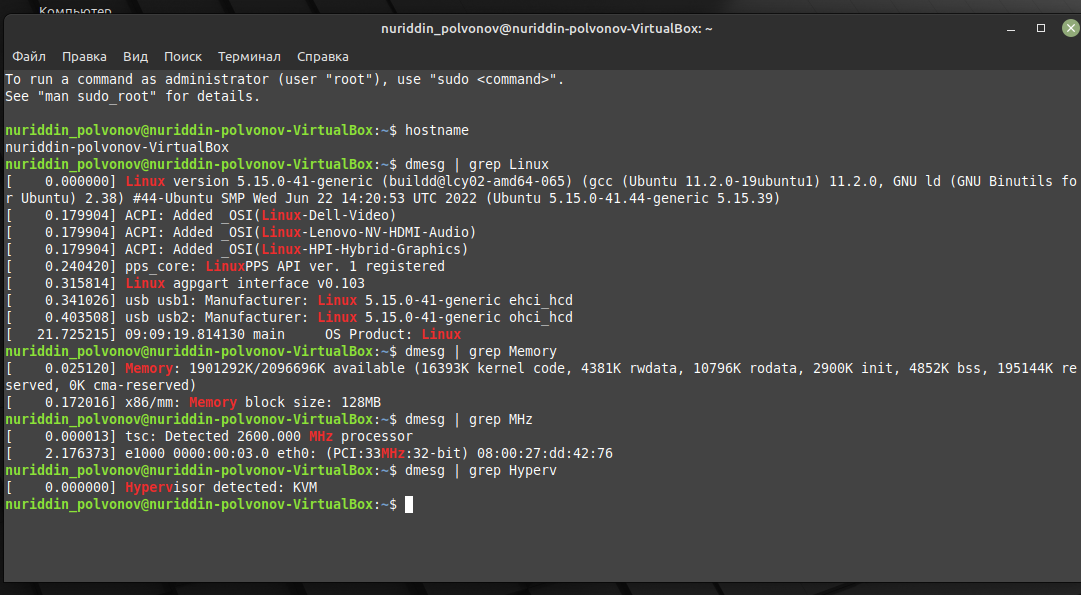 Компьютер
nuriddin_polvonov@nuriddin-polvonov-VirtualBox: ~
Файл Правка Вид Поиск Терминал Справка
To run a command as administrator (user "root"), use "sudo <command>".
See "man sudo_root" for details.
nuriddin_polvonov@nuriddin-polvonov-VirtualBox:~$ hostname
nuriddin-polvonov-VirtualBox
nuriddin_polvonov@nuriddin-polvonov-VirtualBox:~$ dmesg | grep Linux
[    0.000000] Linux version 5.15.0-41-generic (buildd@lcy02-amd64-065) (gcc (Ubuntu 11.2.0-19ubuntu1) 11.2.0, GNU ld (GNU Binutils fo
r Ubuntu) 2.38) #44-Ubuntu SMP Wed Jun 22 14:20:53 UTC 2022 (Ubuntu 5.15.0-41.44-generic 5.15.39)
[    0.179904] ACPI: Added _OSI(Linux-Dell-Video)
[    0.179904] ACPI: Added _OSI(Linux-Lenovo-NV-HDMI-Audio)
[    0.179904] ACPI: Added _OSI(Linux-HPI-Hybrid-Graphics)
[    0.240420] pps_core: LinuxPPS API ver. 1 registered
[    0.315814] Linux agpgart interface v0.103
[    0.341026] usb usb1: Manufacturer: Linux 5.15.0-41-generic ehci_hcd
[    0.403508] usb usb2: Manufacturer: Linux 5.15.0-41-generic ohci_hcd
[   21.725215] 09:09:19.814130 main     OS Product: Linux
nuriddin_polvonov@nuriddin-polvonov-VirtualBox:~$ dmesg | grep Memory
[    0.025120] Memory: 1901292K/2096696K available (16393K kernel code, 4381K rwdata, 10796K rodata, 2900K init, 4852K bss, 195144K re
served, 0K cma-reserved)
[    0.172016] x86/mm: Memory block size: 128MB
nuriddin_polvonov@nuriddin-polvonov-VirtualBox:~$ dmesg | grep MHz
[    0.000013] tsc: Detected 2600.000 MHz processor
[    2.176373] e1000 0000:00:03.0 eth0: (PCI:33MHz:32-bit) 08:00:27:dd:42:76
nuriddin_polvonov@nuriddin-polvonov-VirtualBox:~$ dmesg | grep Hyperv
[    0.000000] Hypervisor detected: KVM
nuriddin_polvonov@nuriddin-polvonov-VirtualBox:~$